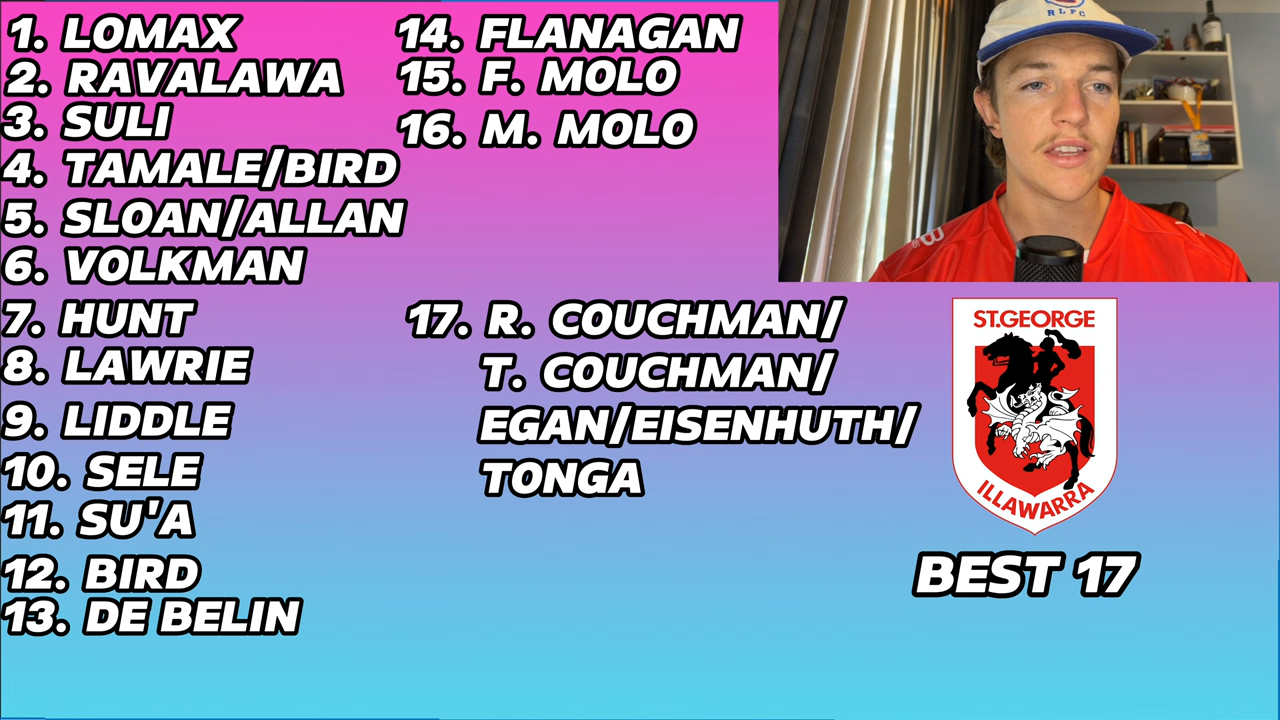 1. LOMAX
2. RAVALAWA
3. SULI
4. TAMALE/BIRD
5. SLOAN/ALLAN
6. VOLKMAN
7. HUNT
8. LAWRIE
9. LIDDLE
10. SELE
11. SU'A
12. BIRD
13. DE BELIN
14. FLANAGAN
15. F. MOLO
16. M. MOLO
17. R. COUCHMAN/
T. COUCHMAN/
EGAN/EISENHUTH/
TONGA
RLFC
ST.GEORGE
ILLAWARRA
BEST 17